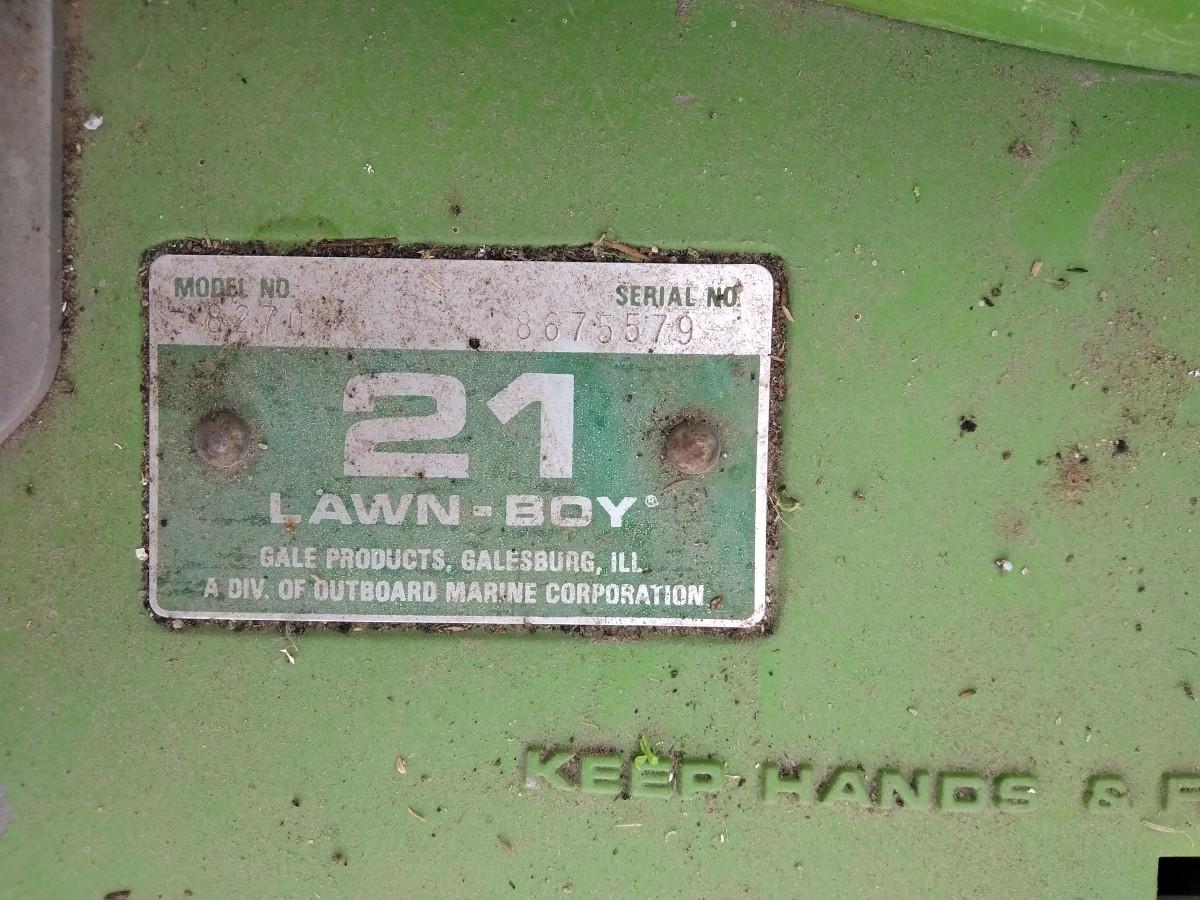 MODEL NO. SERIAL NO.
8270 8675579
21
LAWN-BOY®
GALE PRODUCTS, GALESBURG, ILL.
A DIV. OF OUTBOARD MARINE CORPORATION
KEEP HANDS &